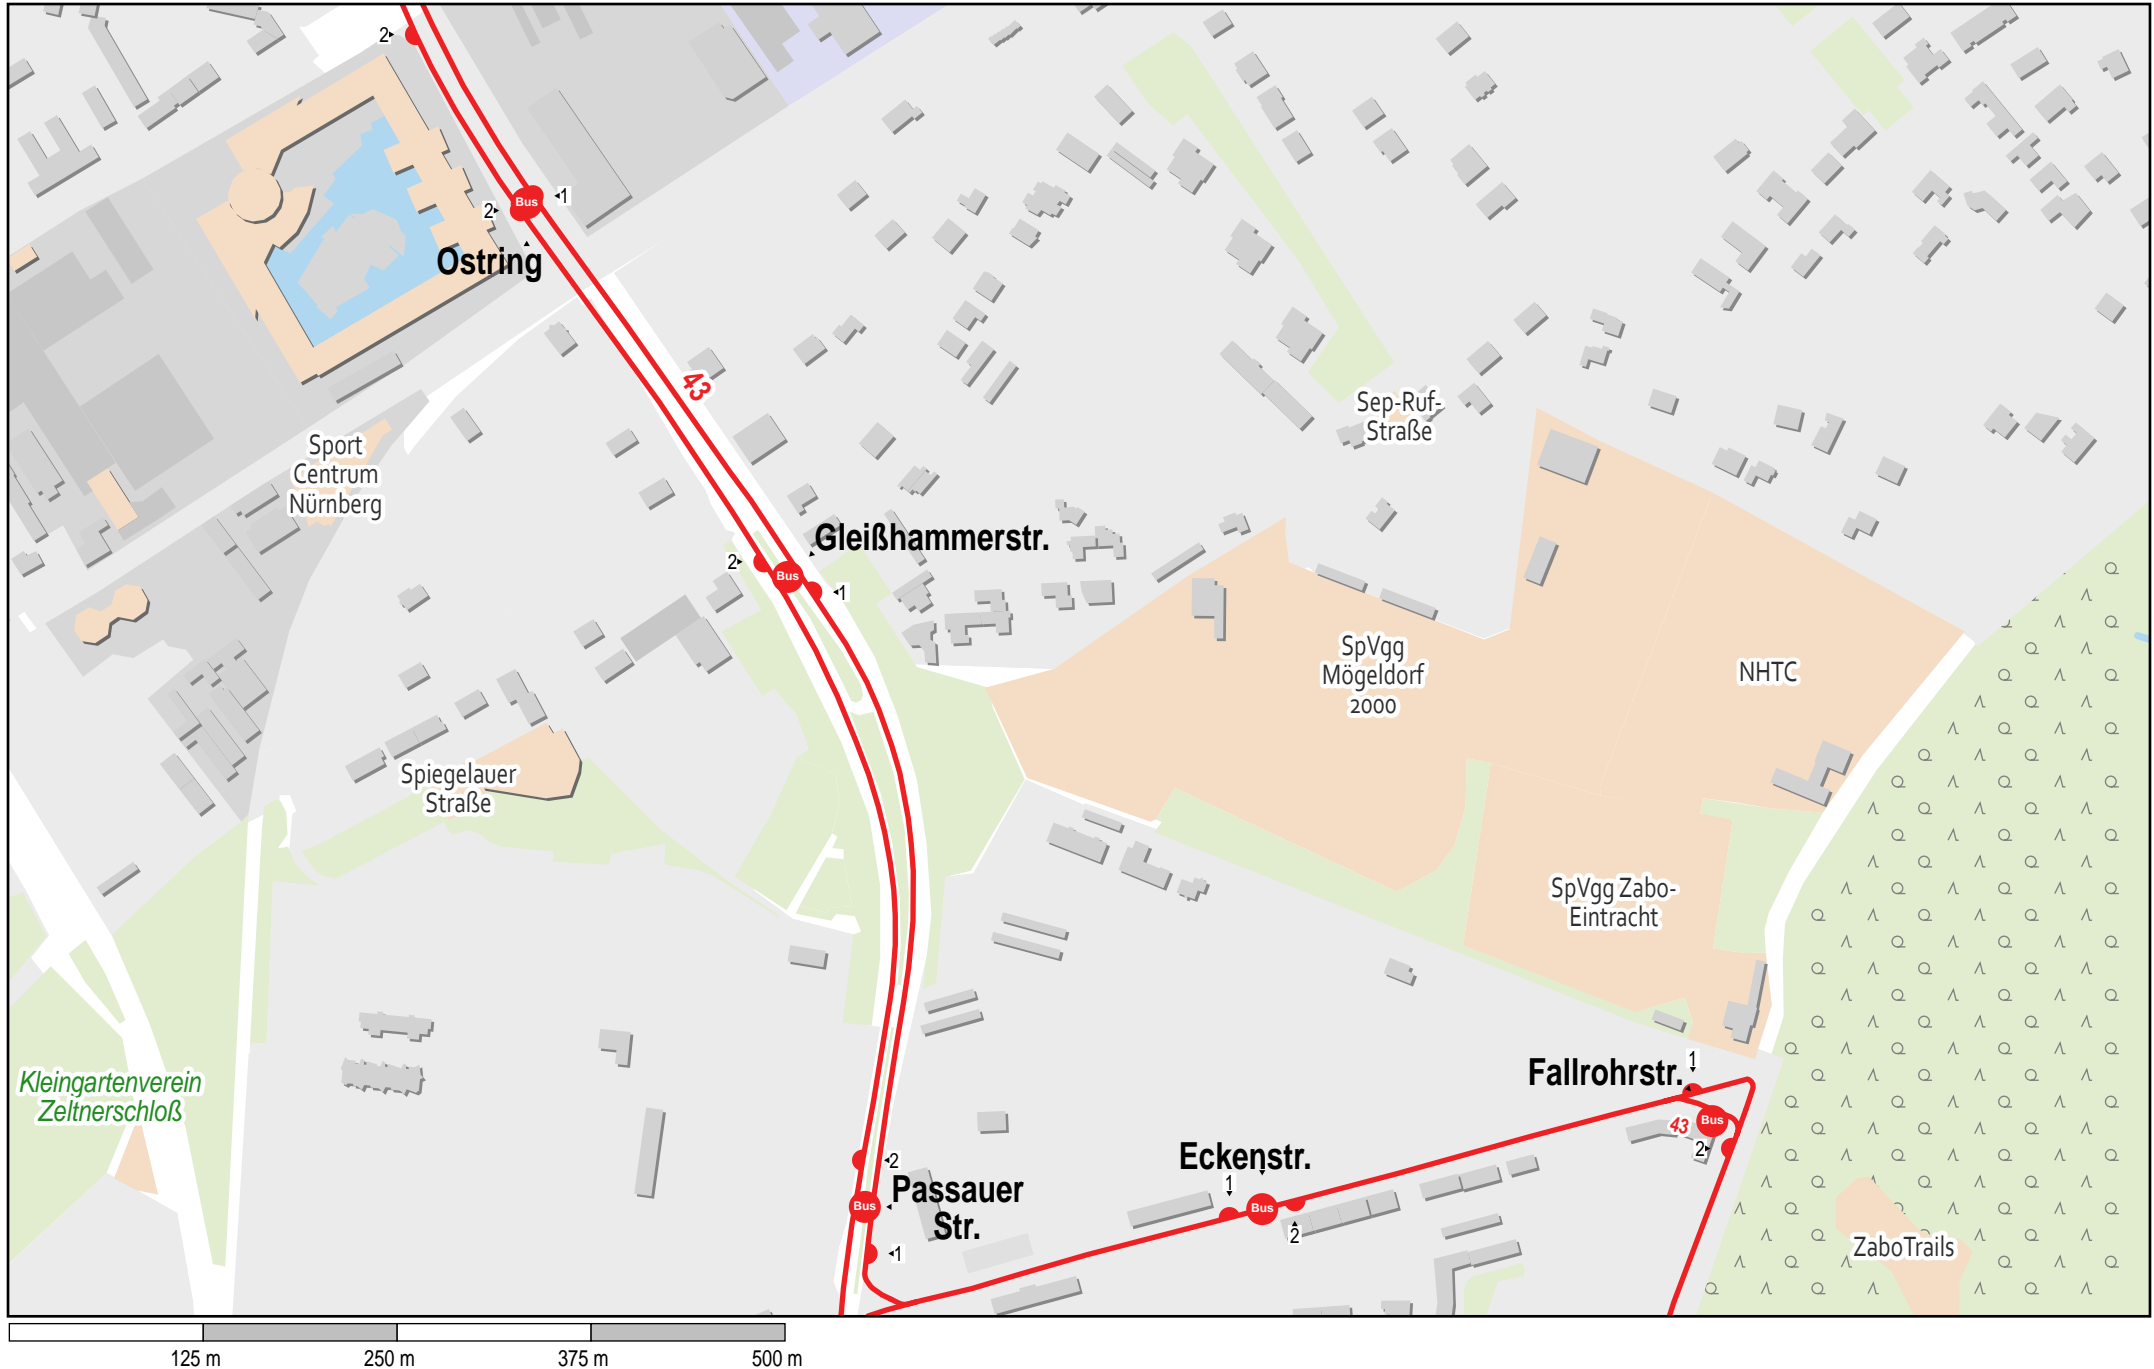 2
1
Bus
2
Ostring
43
Sep-Ruf-
Straße
Sport
Centrum
Nürnberg
Gleißhammerstr.
2
Bus
1
SpVgg
Mögeldorf
2000
NHTC
Spiegelauer
Straße
SpVgg Zabo-
Eintracht
Kleingartenverein
Zeltnerschloß
Fallrohrstr.
1
Bus
43
2
Eckenstr.
1
Bus
2
2
Passauer
Str.
Bus
1
ZaboTrails
125 m
250 m
375 m
500 m